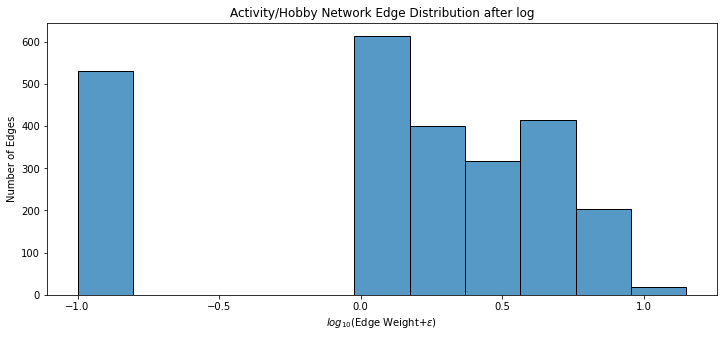 Activity/Hobby Network Edge Distribution after log
600
500
400
300
200
100
0
Number of Edges
−1.0 −0.5 0.0 0.5 1.0
log₁₀(Edge Weight+ε)